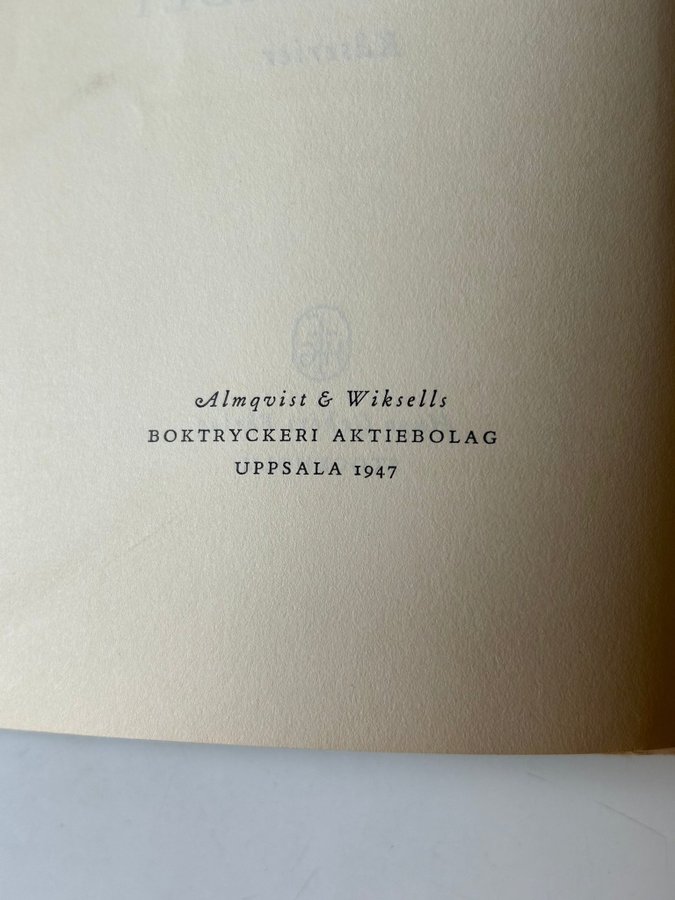 Almqvist & Wiksells
BOKTRYCKERI AKTIEBOLAG
UPPSALA 1947